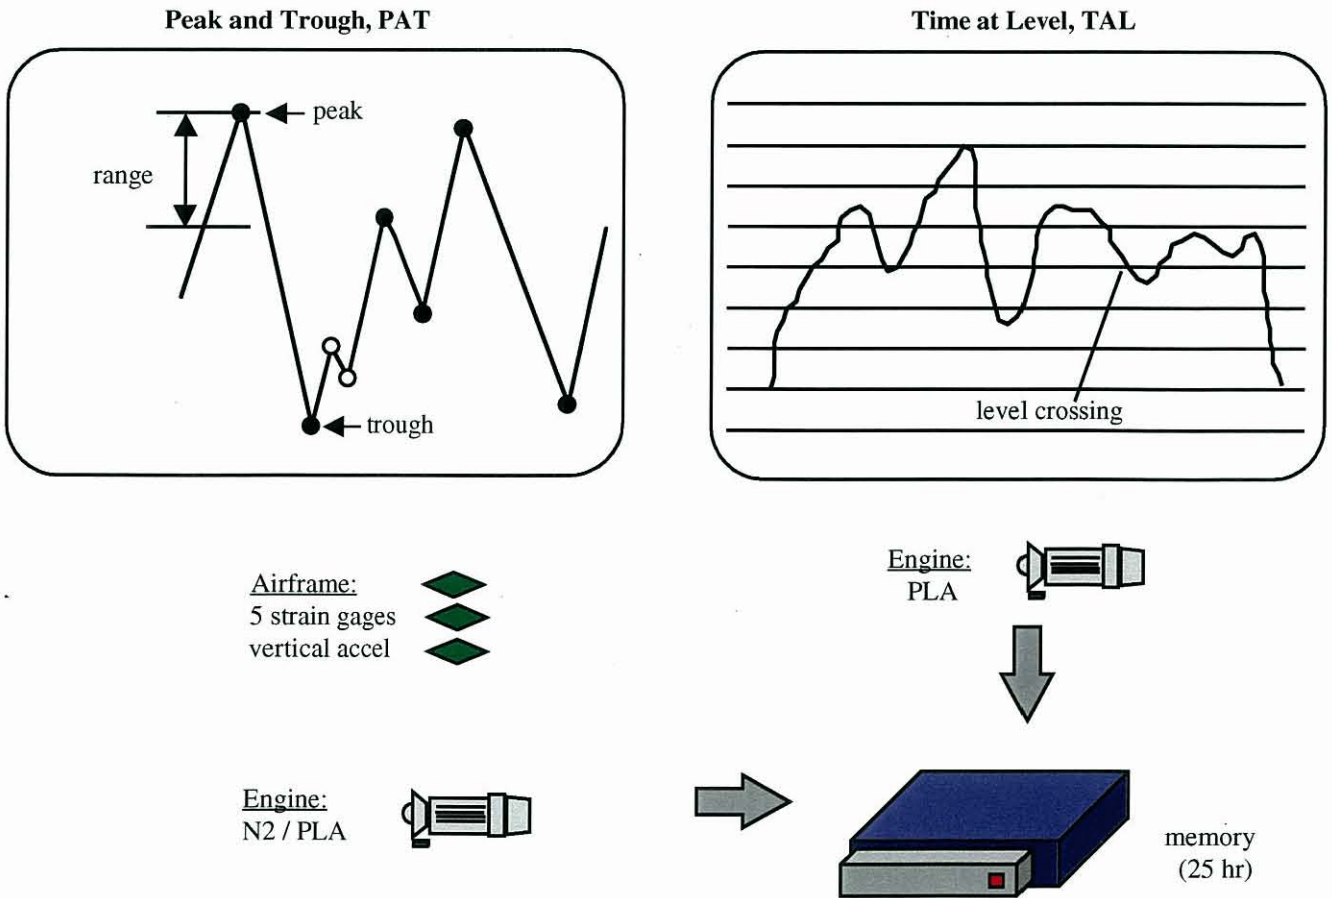 Peak and Trough, PAT
peak
range
trough
Time at Level, TAL
level crossing
Airframe:
5 strain gages
vertical accel
Engine:
PLA
Engine:
N2 / PLA
memory
(25 hr)